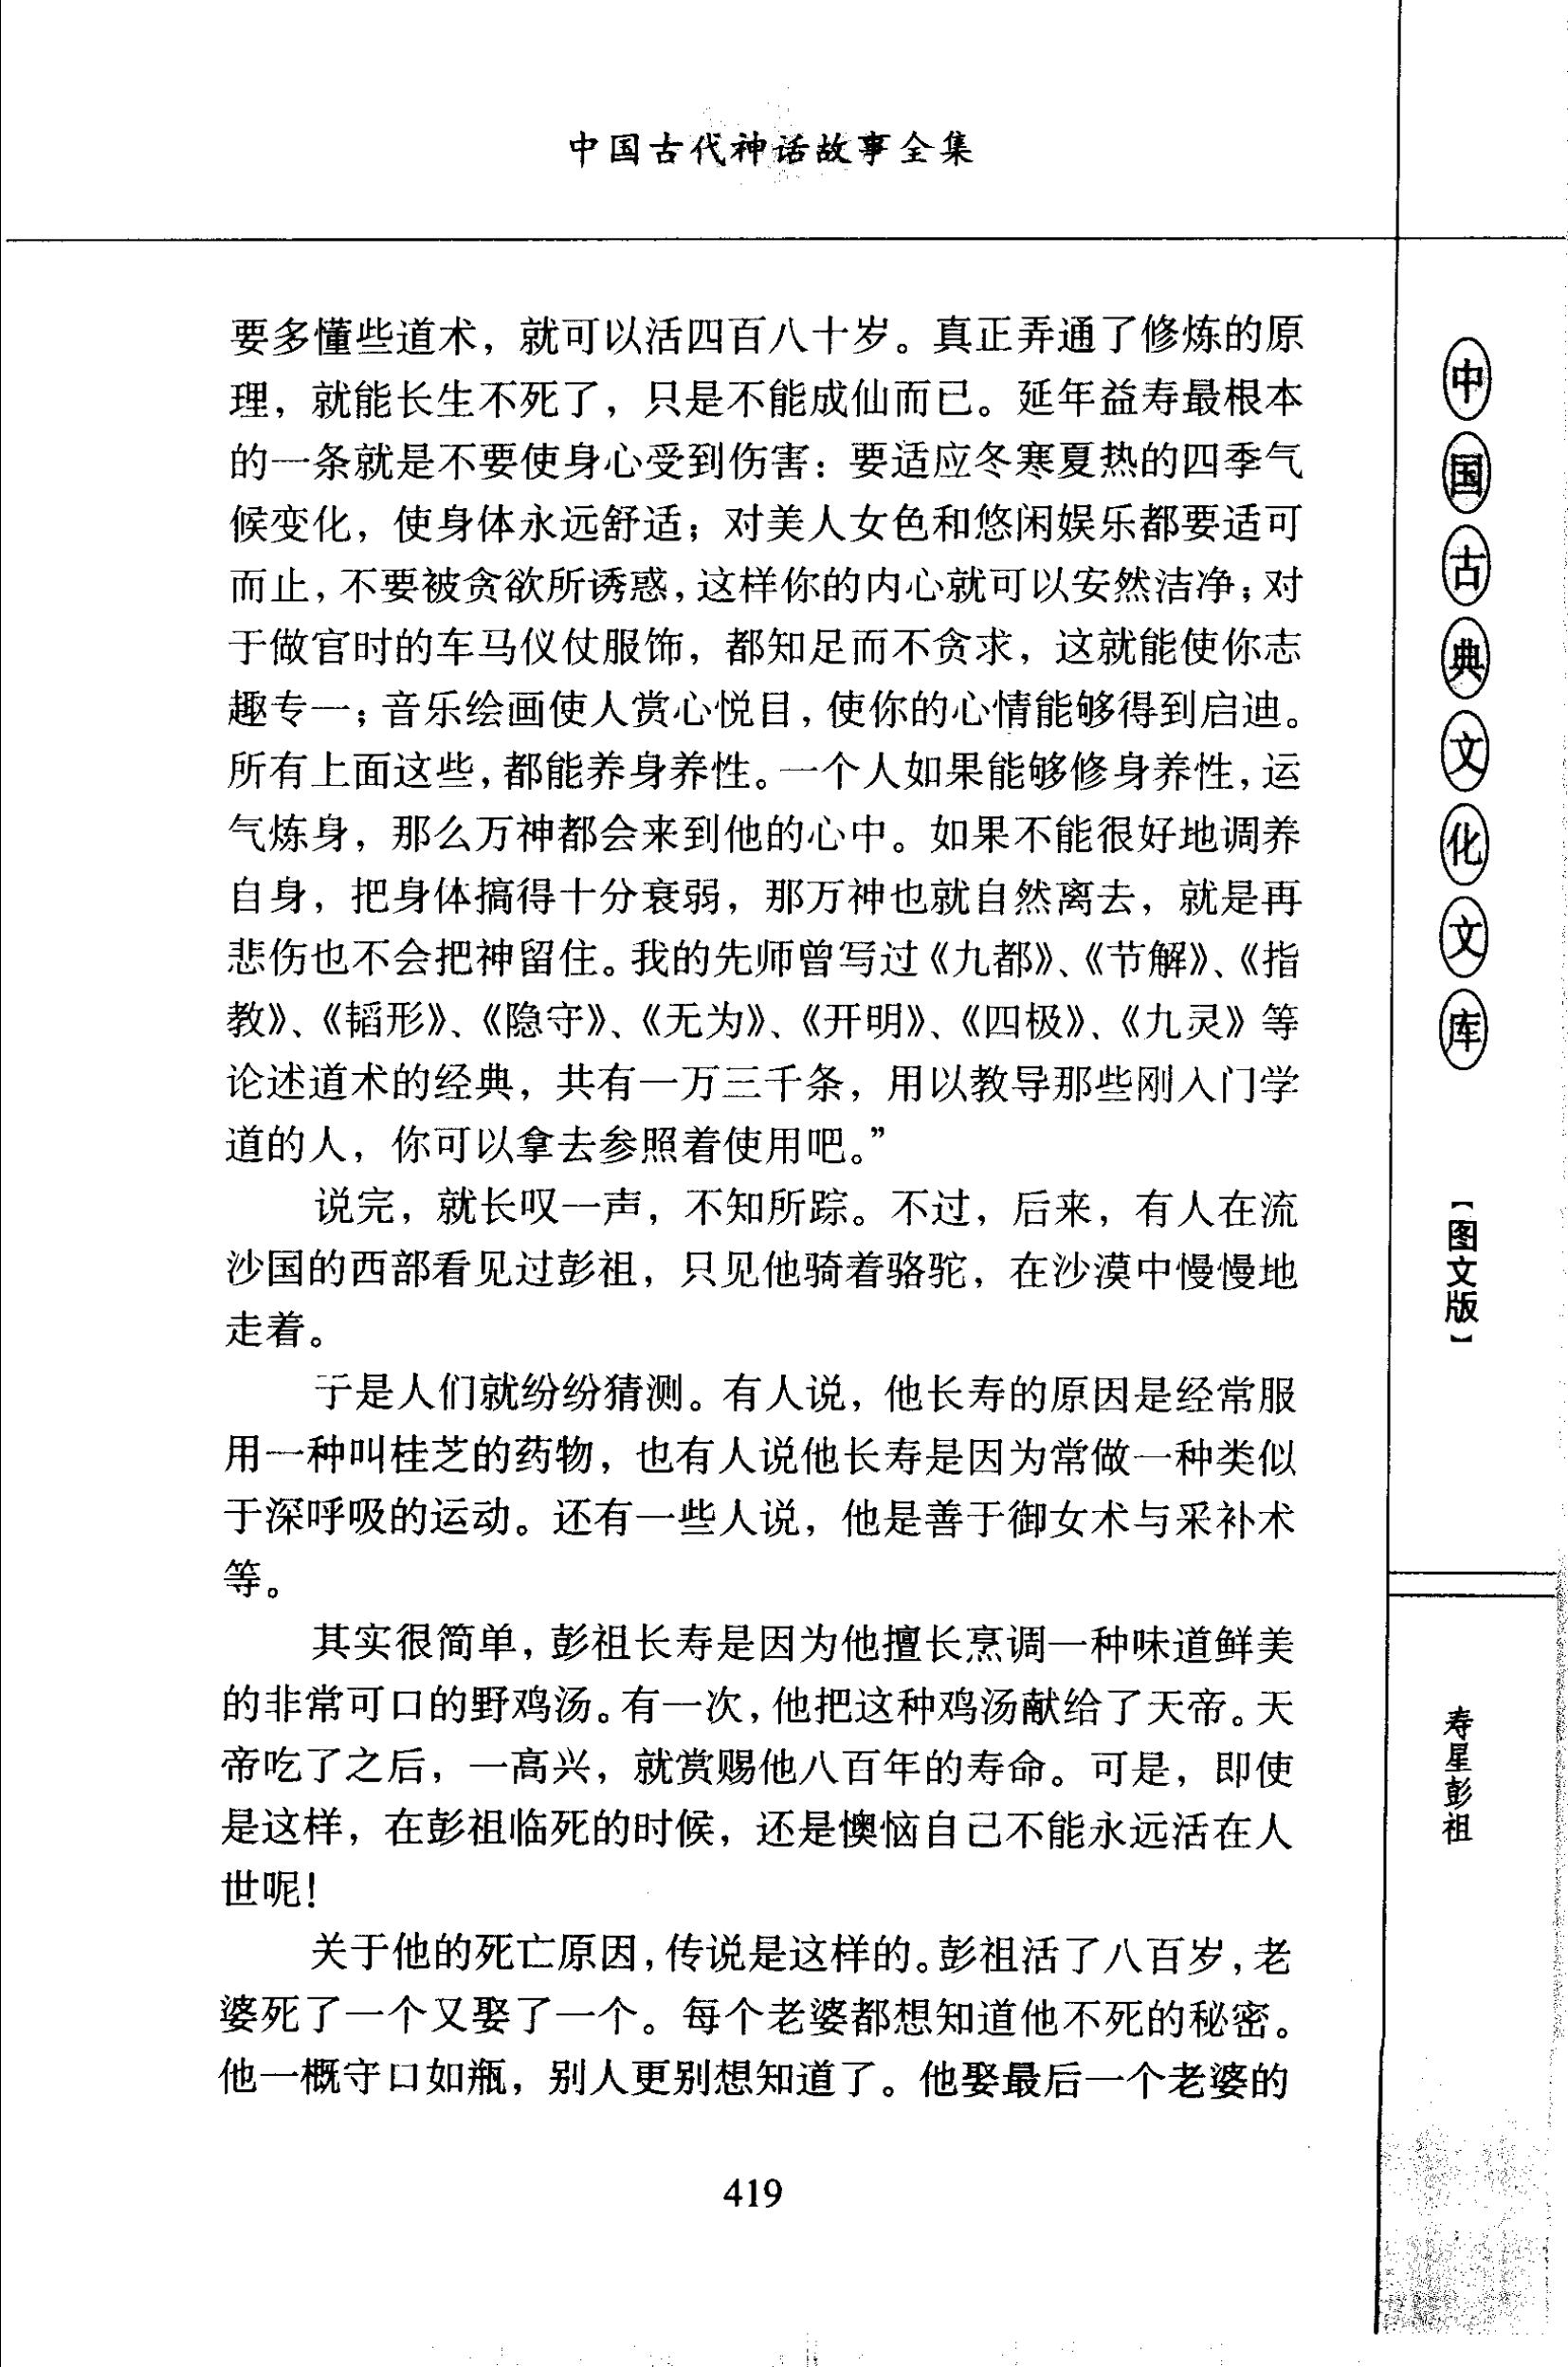 中国古代神话故事全集
要多懂些道术，就可以活四百八十岁。真正弄通了修炼的原
理，就能长生不死了，只是不能成仙而已。延年益寿最根本
的一条就是不要使身心受到伤害：要适应冬寒夏热的四季气
候变化，使身体永远舒适；对美人女色和悠闲娱乐都要适可
而止，不要被贪欲所诱惑，这样你的内心就可以安然洁净；对
于做官时的车马仪仗服饰，都知足而不贪求，这就能使你志
趣专一；音乐绘画使人赏心悦目，使你的心情能够得到启迪。
所有上面这些，都能养身养性。一个人如果能够修身养性，运
气炼身，那么万神都会来到他的心中。如果不能很好地调养
自身，把身体搞得十分衰弱，那万神也就自然离去，就是再
悲伤也不会把神留住。我的先师曾写过《九都》、《节解》、《指
教》、《韬形》、《隐守》、《无为》、《开明》、《四极》、《九灵》等
论述道术的经典，共有一万三千条，用以教导那些刚入门学
道的人，你可以拿去参照着使用吧。”
说完，就长叹一声，不知所踪。不过，后来，有人在流
沙国的西部看见过彭祖，只见他骑着骆驼，在沙漠中慢慢地
走着。
于是人们就纷纷猜测。有人说，他长寿的原因是经常服
用一种叫桂芝的药物，也有人说他长寿是因为常做一种类似
于深呼吸的运动。还有一些人说，他是善于御女术与采补术
等。
其实很简单，彭祖长寿是因为他擅长烹调一种味道鲜美
的非常可口的野鸡汤。有一次，他把这种鸡汤献给了天帝。天
帝吃了之后，一高兴，就赏赐他八百年的寿命。可是，即使
是这样，在彭祖临死的时候，还是懊恼自己不能永远活在人
世呢！
关于他的死亡原因，传说是这样的。彭祖活了八百岁，老
婆死了一个又娶了一个。每个老婆都想知道他不死的秘密。
他一概守口如瓶，别人更别想知道了。他娶最后一个老婆的
419
中国古典文化文库
【图文版】
寿星彭祖